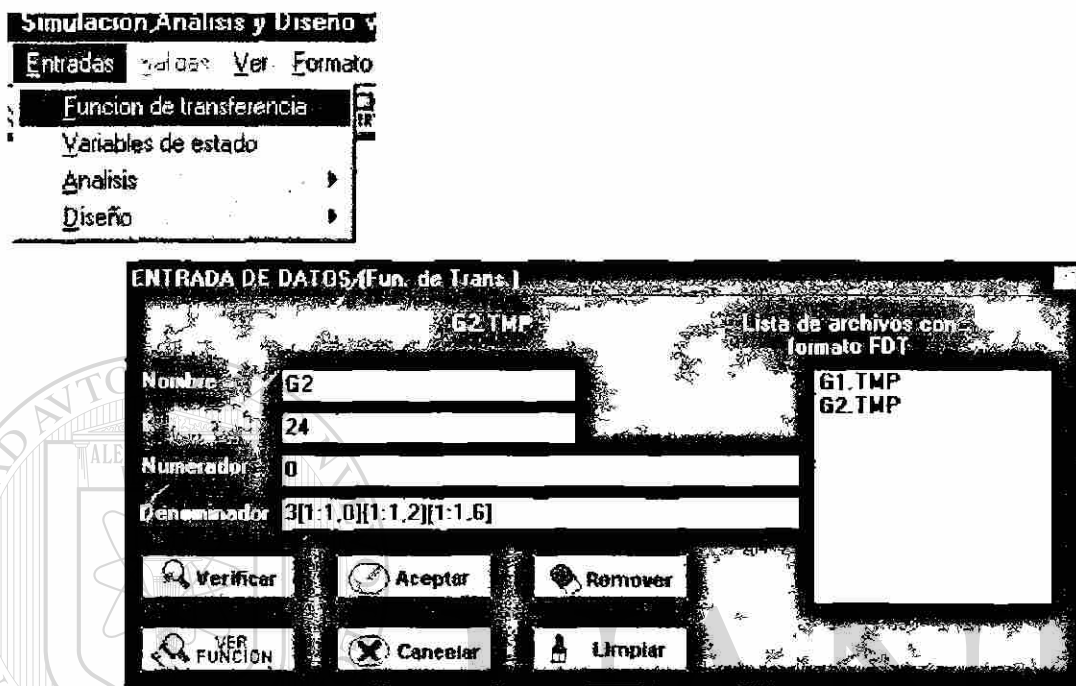 Simulación,Análisis y Diseño v
Entradas Ver Formato
Funcion de transferencia
Variables de estado
Analisis
Diseño
ENTRADA DE DATOS (Fun. de Trans.)
G2.TMP
Lista de archivos con
formato FDT
Nombre G2
24
Numerador 0
Denominador 3[1:1,0][1:1,2][1:1,6]
G1.TMP
G2.TMP
Verificar Aceptar Remover
VER
FUNCION Cancelar Limpiar